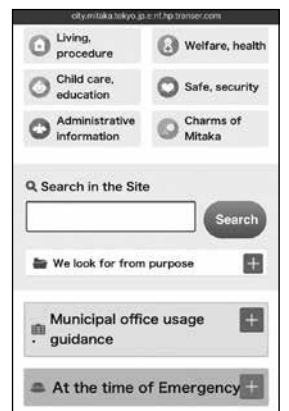 city.mitaka.tokyo.jp.e.nt.hp.transer.com
Living,
procedure
Welfare, health
Child care,
education
Safe, security
Administrative
information
Charms of
Mitaka
Search in the Site
Search
We look for from purpose
Municipal office usage
guidance
At the time of Emergency